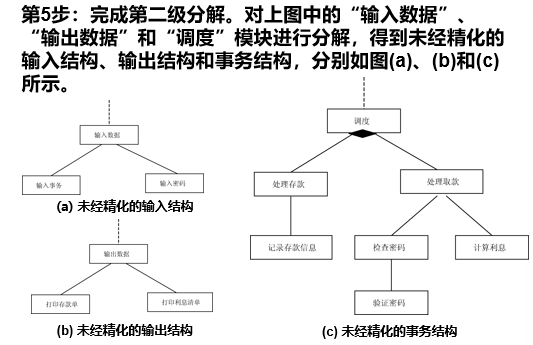 第5步：完成第二级分解。对上图中的“输入数据”、
“输出数据”和“调度”模块进行分解，得到未经精化的
输入结构、输出结构和事务结构，分别如图(a)、(b)和(c)
所示。
输入数据
输入事务
输入密码
(a) 未经精化的输入结构
输出数据
打印存款单
打印利息清单
(b) 未经精化的输出结构
调度
处理存款
处理取款
记录存款信息
检查密码
计算利息
验证密码
(c) 未经精化的事务结构